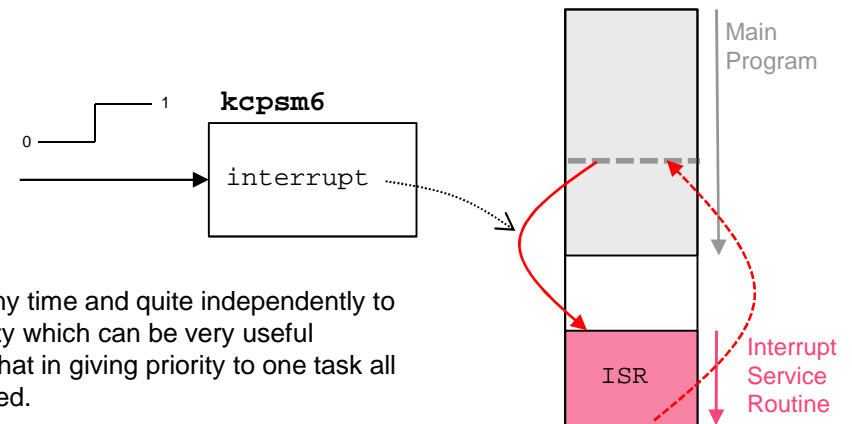 Main
Program
1
kcpsm6
0
interrupt
ny time and quite independently to
ty which can be very useful
hat in giving priority to one task all
ed.
ISR
Interrupt
Service
Routine